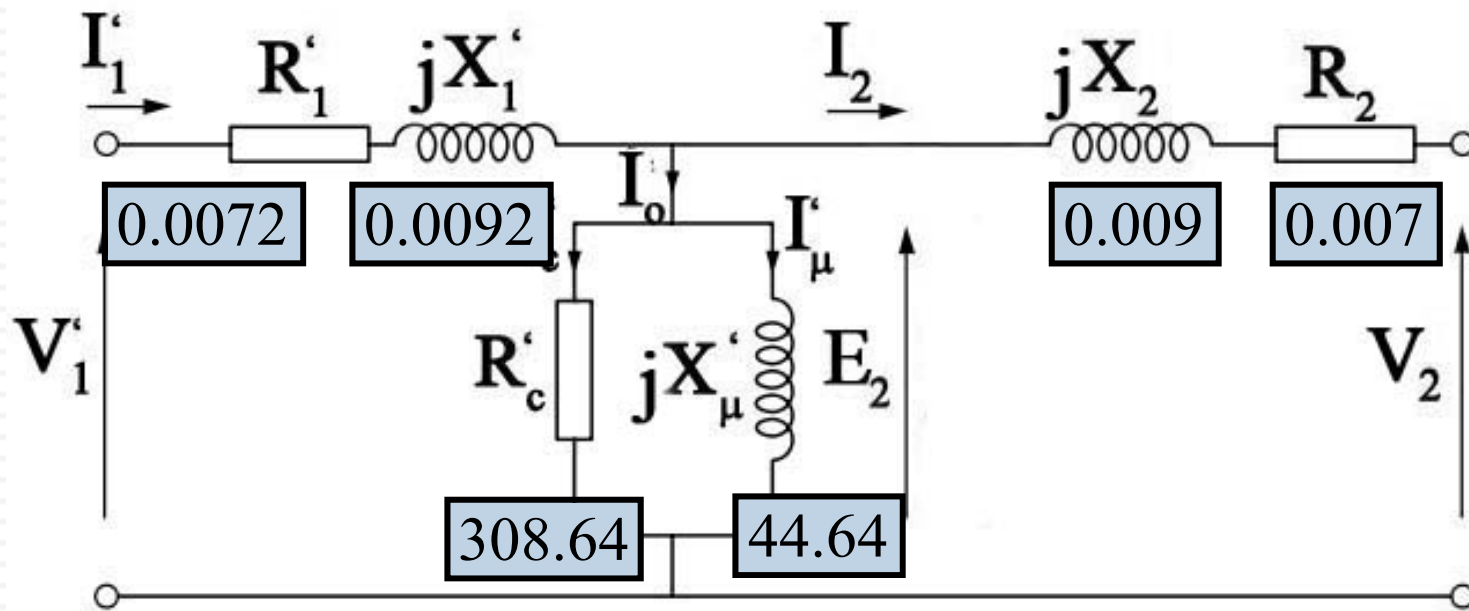 I'₁ R'₁ jX'₁ I₂ jX₂ R₂
0.0072 0.0092 I'ₒ I'μ 0.009 0.007
V'₁ R'c jX'μ E₂ V₂
308.64 44.64